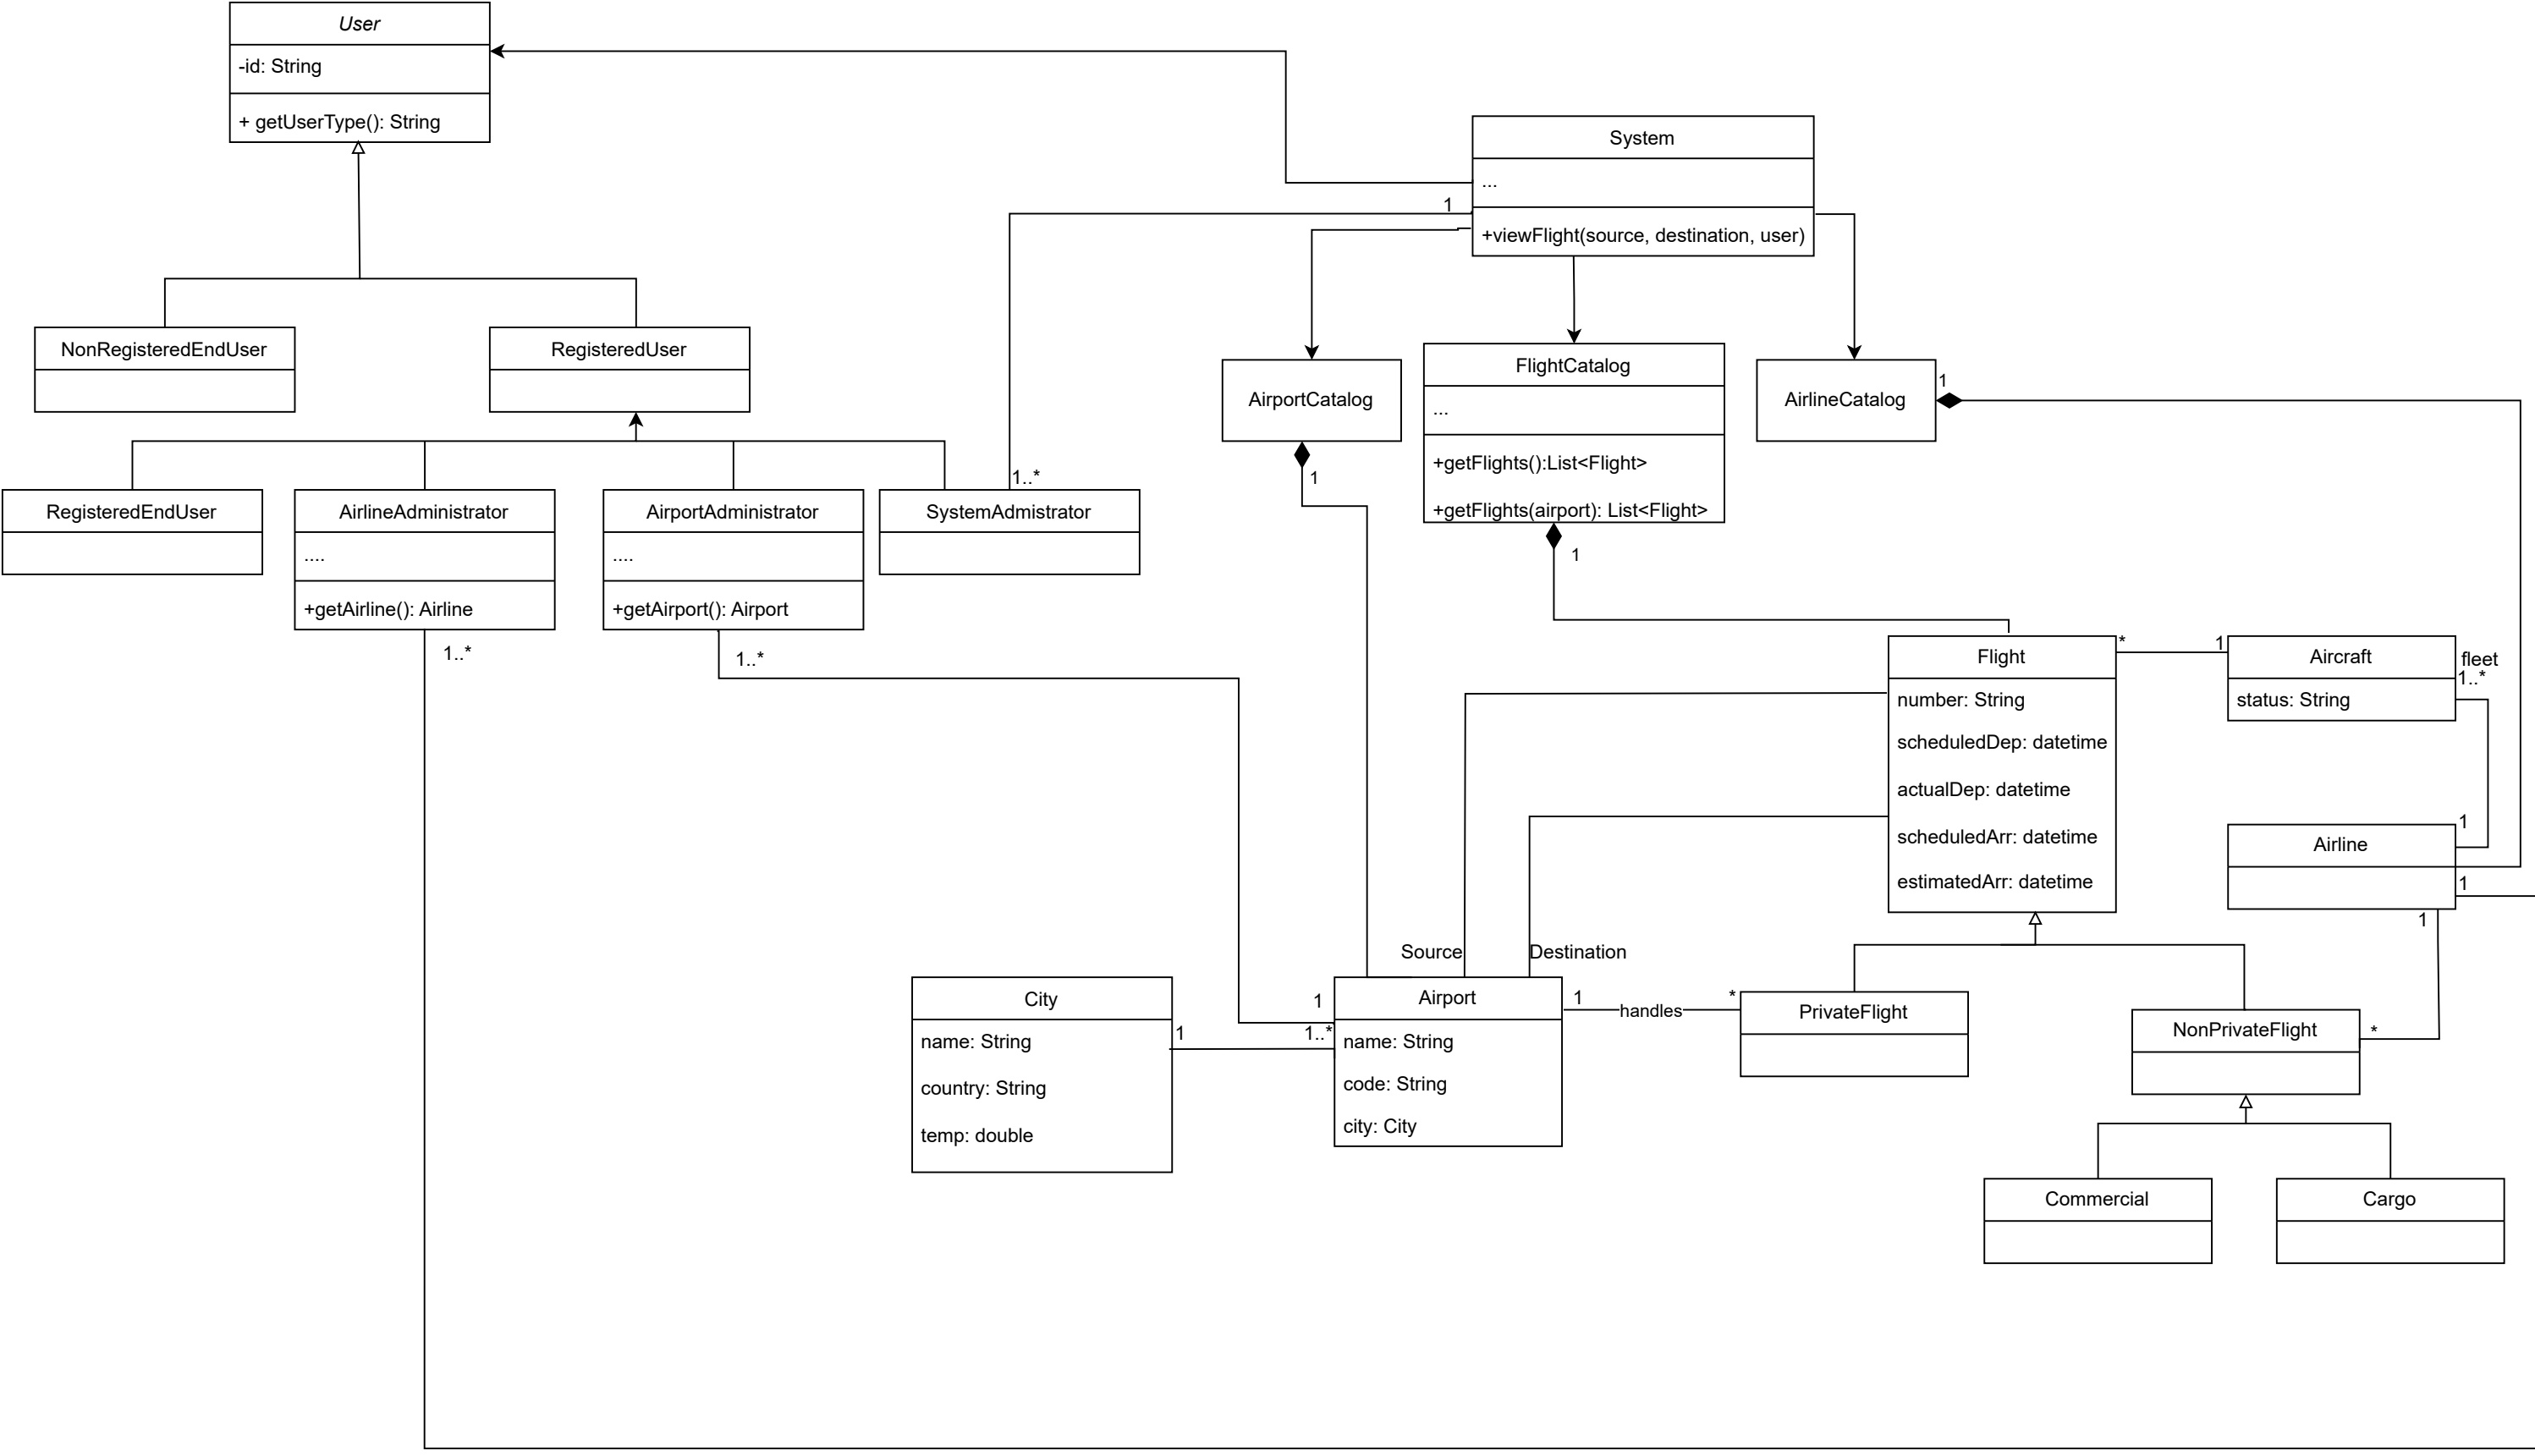 User
-id: String
+ getUserType(): String
System
...
1
+viewFlight(source, destination, user)
NonRegisteredEndUser
RegisteredUser
AirportCatalog
FlightCatalog
...
+getFlights():List<Flight>
+getFlights(airport): List<Flight>
AirlineCatalog
1
1
1..*
RegisteredEndUser
AirlineAdministrator
....
+getAirline(): Airline
AirportAdministrator
....
+getAirport(): Airport
SystemAdmistrator
1
1..*
1..*
Flight
number: String
scheduledDep: datetime
actualDep: datetime
scheduledArr: datetime
estimatedArr: datetime
*
1
Aircraft
status: String
fleet
1..*
1
Airline
1
1
Source
Destination
City
name: String
country: String
temp: double
1
1
1..*
Airport
name: String
code: String
city: City
1
handles
*
PrivateFlight
NonPrivateFlight
*
Commercial
Cargo